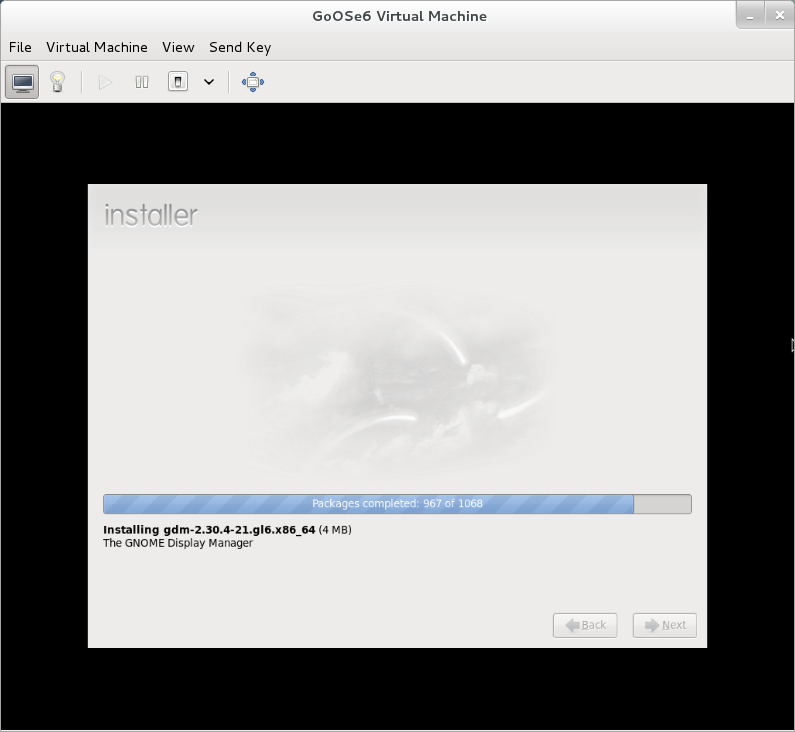 GoOSe6 Virtual Machine
File Virtual Machine View Send Key
installer
Packages completed: 967 of 1068
Installing gdm-2.30.4-21.gl6.x86_64 (4 MB)
The GNOME Display Manager
Back Next